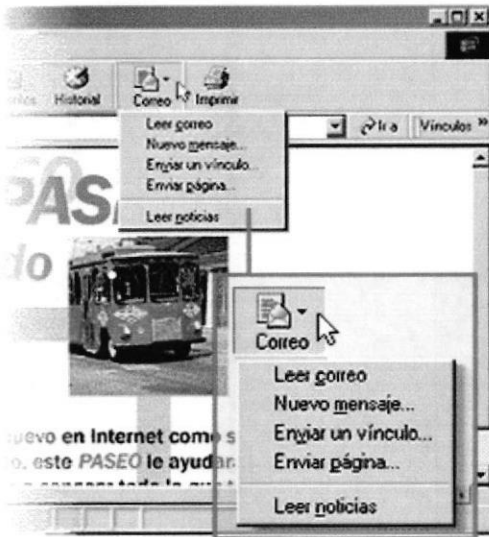 Historial Correo Imprimir
Leer correo
Nuevo mensaje...
Enviar un vínculo...
Enviar página...
Leer noticias
Ir a Vínculos »
PAS
do
Correo
Leer correo
Nuevo mensaje...
Enviar un vínculo...
Enviar página...
Leer noticias
uevo en Internet como s
o, este PASEO le ayudar